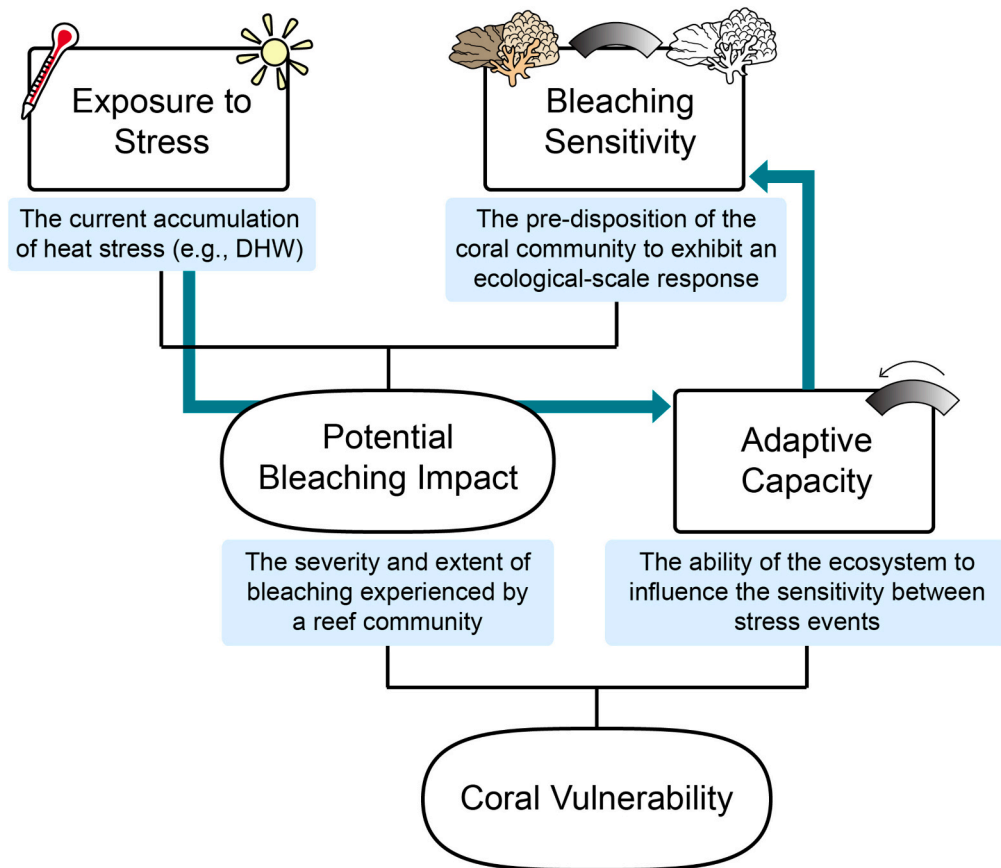 Exposure to
Stress
Bleaching
Sensitivity
The current accumulation
of heat stress (e.g., DHW)
The pre-disposition of the
coral community to exhibit an
ecological-scale response
Potential
Bleaching Impact
Adaptive
Capacity
The severity and extent of
bleaching experienced by
a reef community
The ability of the ecosystem to
influence the sensitivity between
stress events
Coral Vulnerability